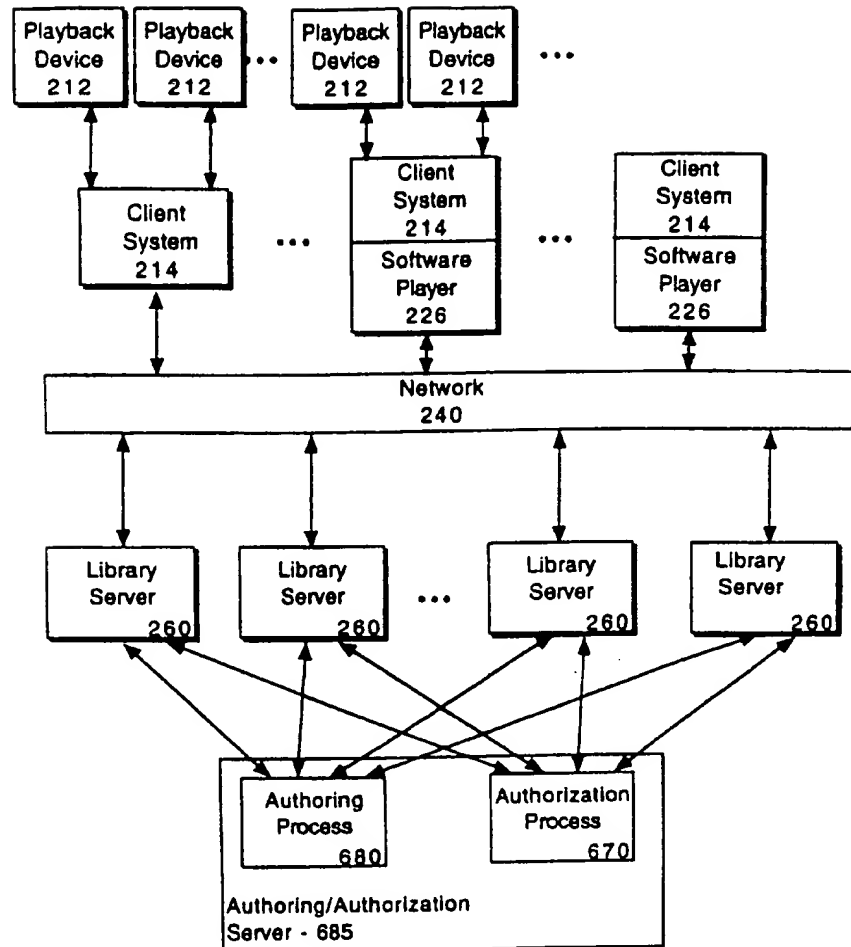 Playback Device 212
Playback Device 212
...
Playback Device 212
Playback Device 212
...
Client System 214
...
Client System 214
Software Player 226
...
Client System 214
Software Player 226
Network
240
Library Server 260
Library Server 260
...
Library Server 260
Library Server 260
Authoring Process 680
Authorization Process 670
Authoring/Authorization
Server - 685